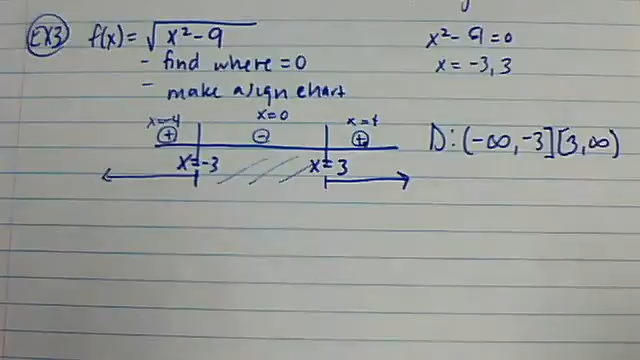 EX3 f(x) = √x² - 9
x² - 9 = 0
- find where = 0
x = -3, 3
- make a sign chart
x=-4 x=0 x=4
+ - +
D: (-∞, -3][3, ∞)
x=-3 x=3